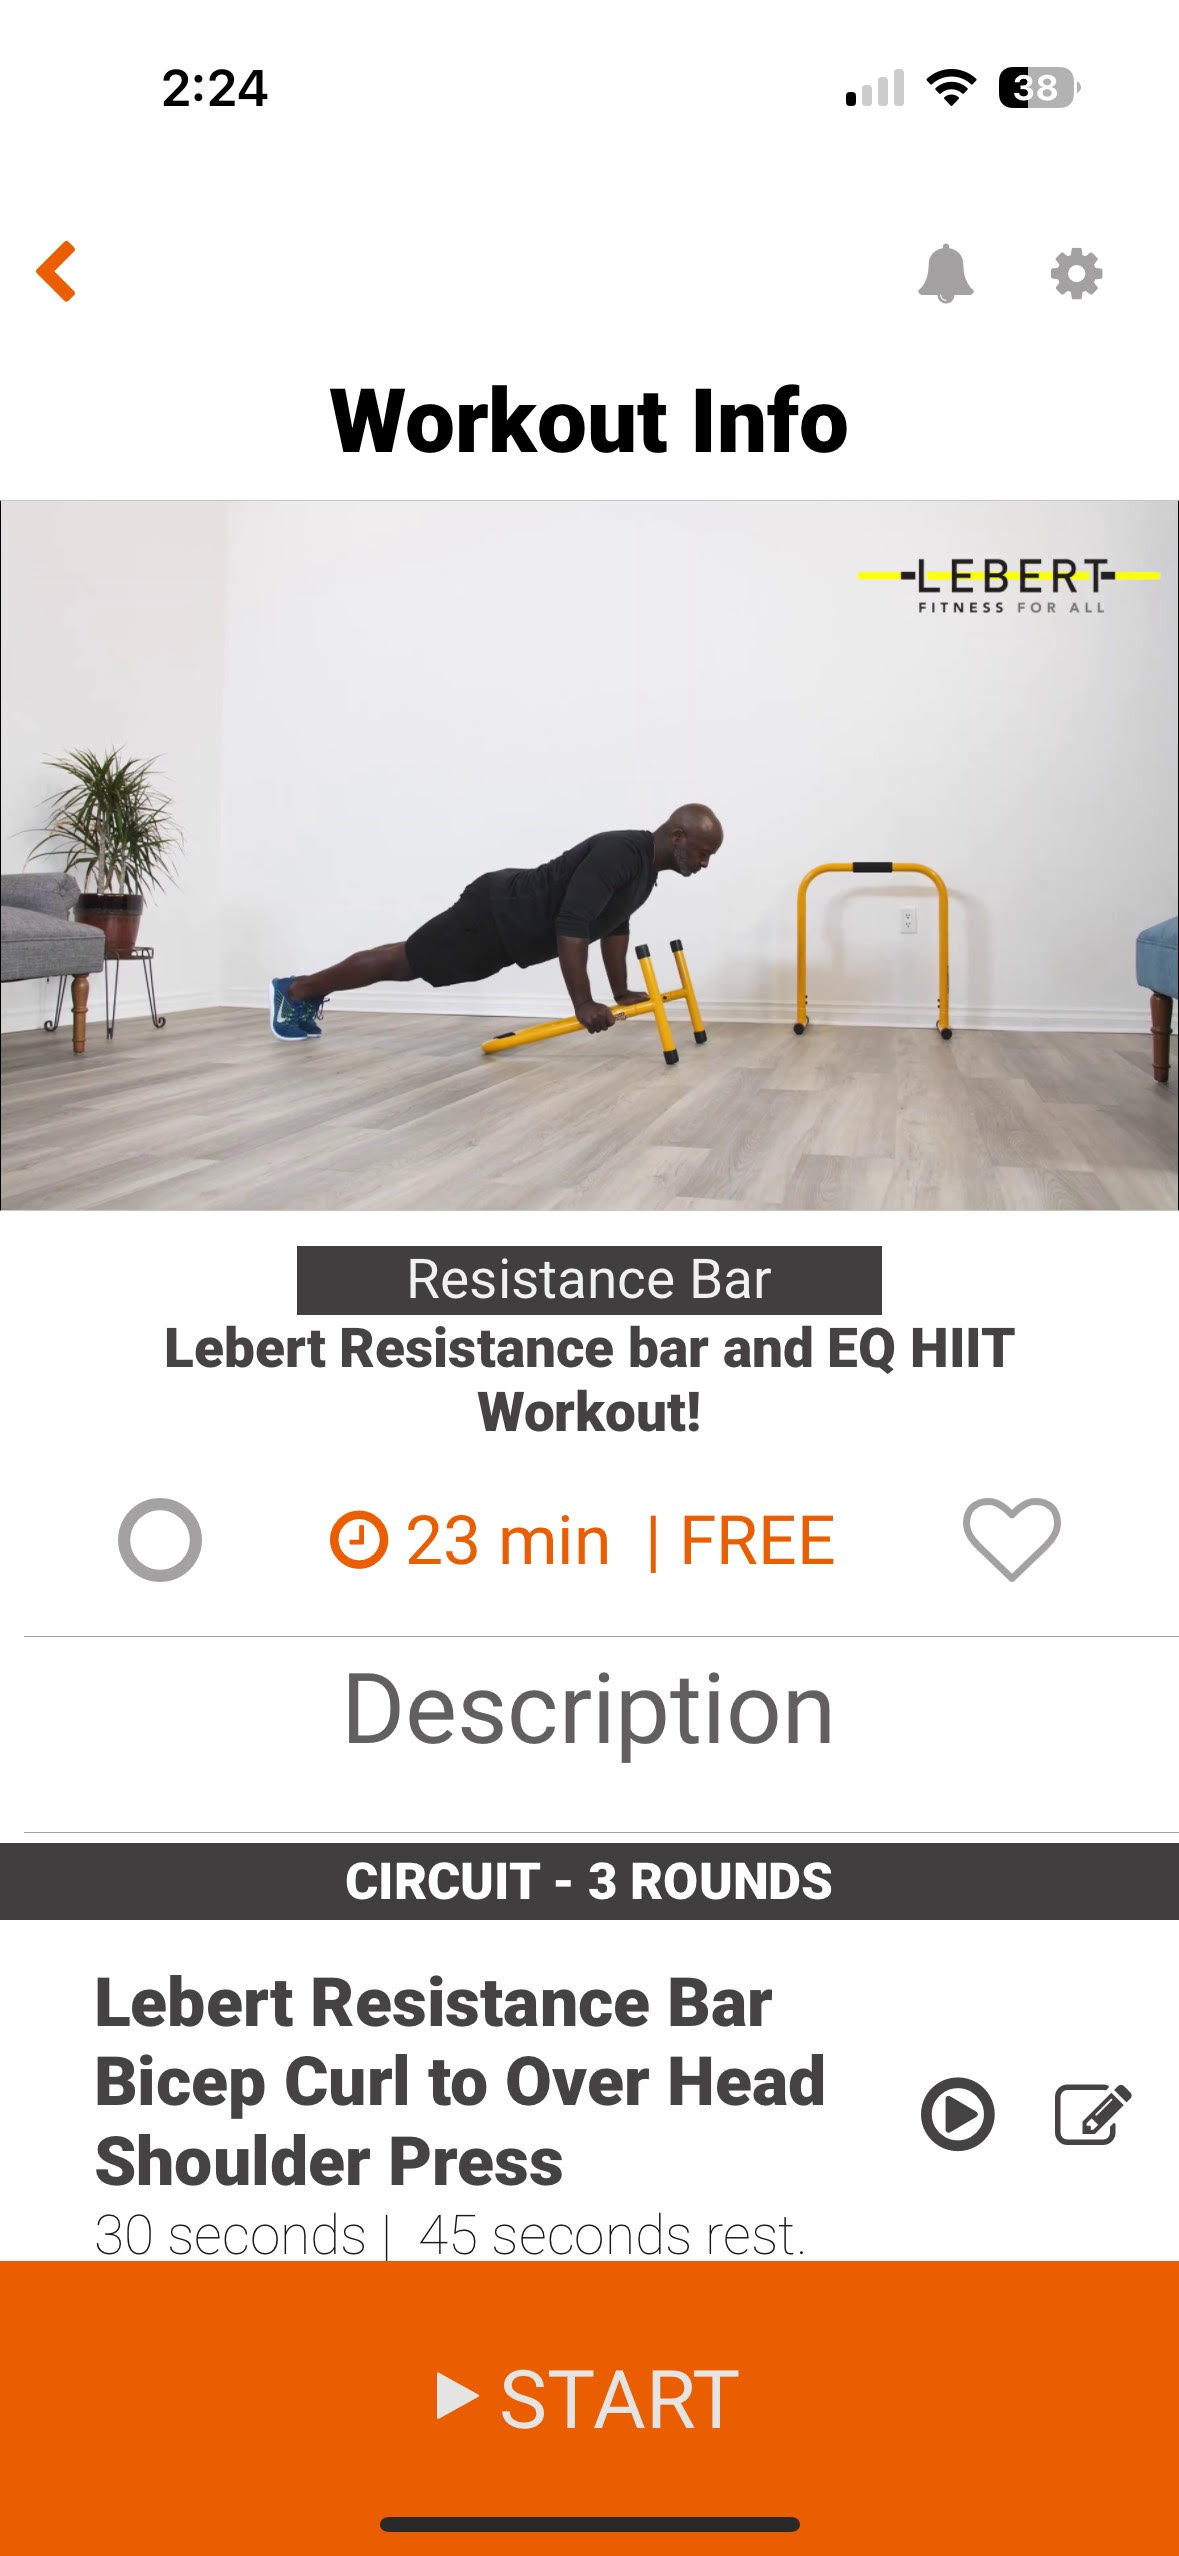 2:24
38
Workout Info
LEBERT
FITNESS FOR ALL
Resistance Bar
Lebert Resistance bar and EQ HIIT
Workout!
23 min | FREE
Description
CIRCUIT - 3 ROUNDS
Lebert Resistance Bar
Bicep Curl to Over Head
Shoulder Press
30 seconds | 45 seconds rest.
START